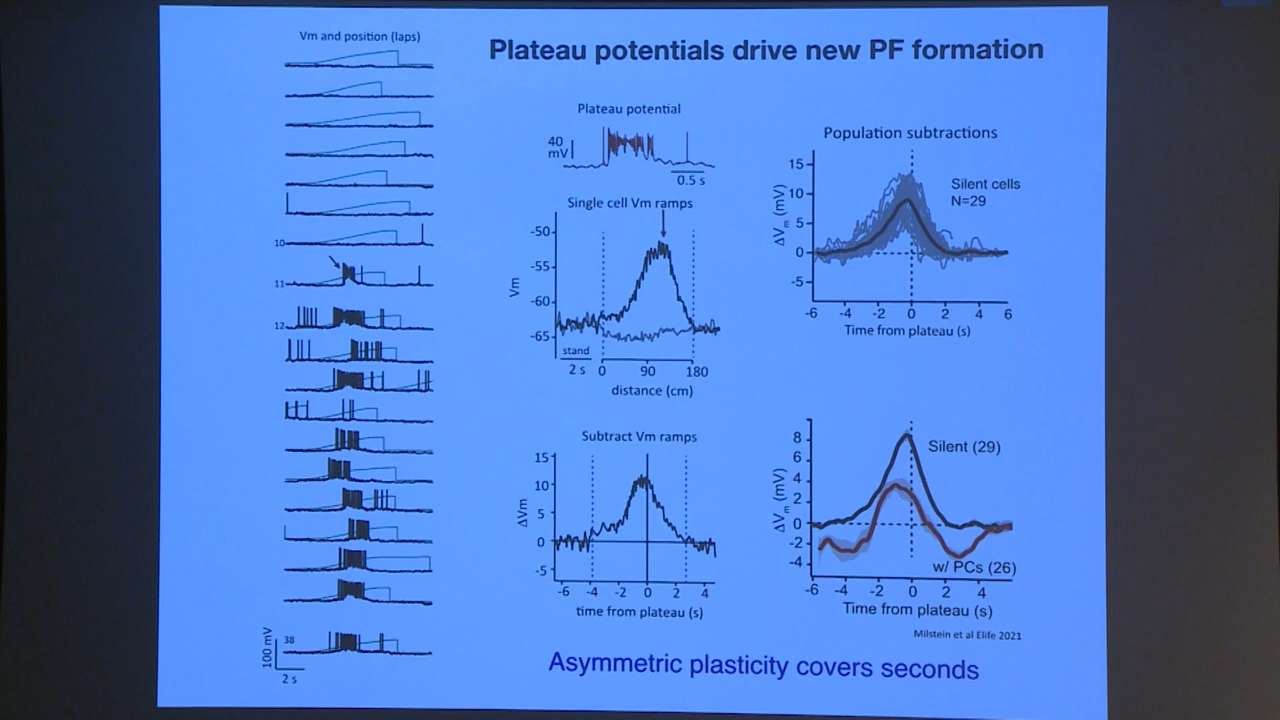 Vm and position (laps)
10
11
12
38
100 mV
2 s
Plateau potentials drive new PF formation
Plateau potential
40
mV
0.5 s
Single cell Vm ramps
-50
-55
-60
-65
Vm
stand
2 s
0
90
180
distance (cm)
Subtract Vm ramps
15
10
5
0
-5
ΔVm
-6
-4
-2
0
2
4
time from plateau (s)
Population subtractions
15
10
5
0
-5
ΔVm (mV)
Silent cells
N=29
-6
-4
-2
0
2
4
6
Time from plateau (s)
8
6
4
2
0
-2
-4
ΔVm (mV)
Silent (29)
w/ PCs (26)
-6
-4
-2
0
2
4
Time from plateau (s)
Milstein et al Elife 2021
Asymmetric plasticity covers seconds